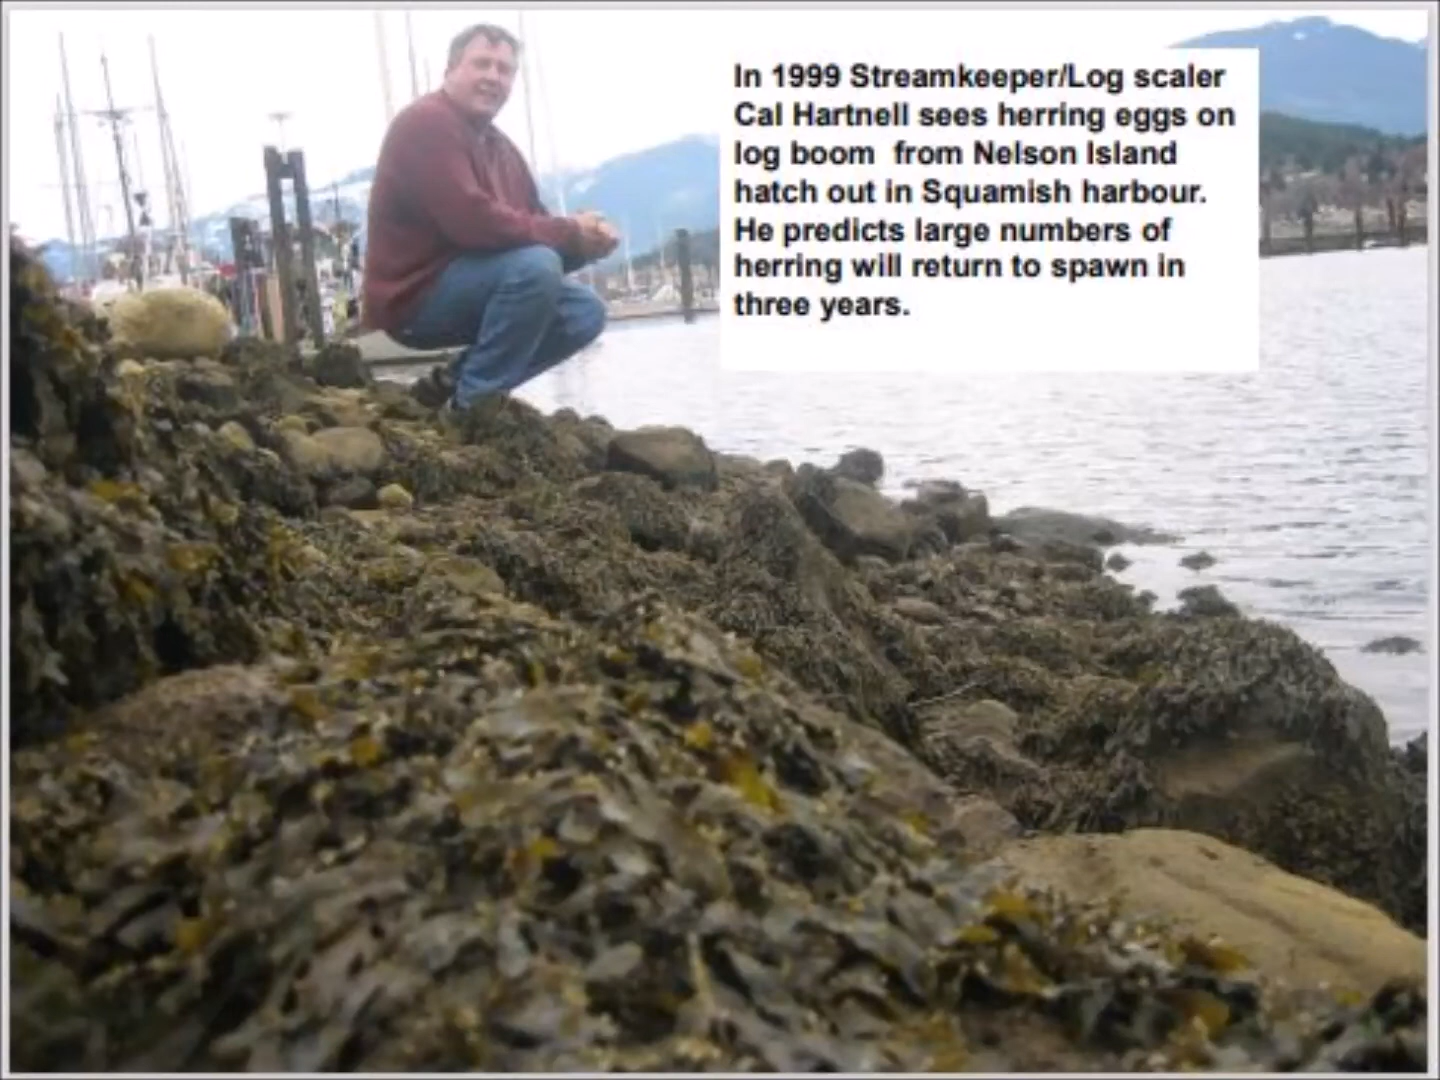 In 1999 Streamkeeper/Log scaler
Cal Hartnell sees herring eggs on
log boom  from Nelson Island
hatch out in Squamish harbour.
He predicts large numbers of
herring will return to spawn in
three years.